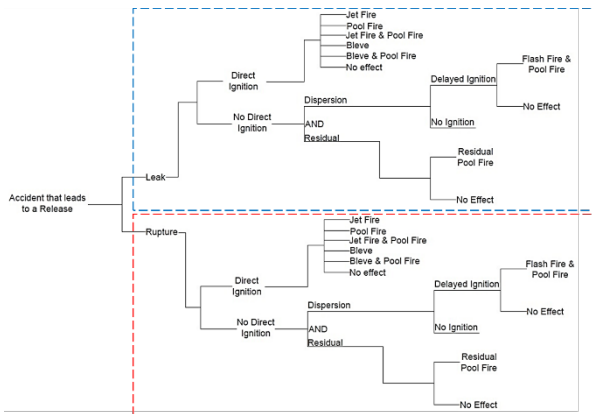 Jet Fire
Pool Fire
Jet Fire & Pool Fire
Bleve
Bleve & Pool Fire
No effect
Direct
Ignition
Flash Fire &
Pool Fire
Delayed Ignition
Dispersion
No Effect
No Direct
Ignition
AND
No Ignition
Residual
Residual
Pool Fire
Leak
No Effect
Accident that leads
to a Release
Rupture
Jet Fire
Pool Fire
Jet Fire & Pool Fire
Bleve
Bleve & Pool Fire
No effect
Direct
Ignition
Flash Fire &
Pool Fire
Delayed Ignition
Dispersion
No Effect
No Direct
Ignition
AND
No Ignition
Residual
Residual
Pool Fire
No Effect